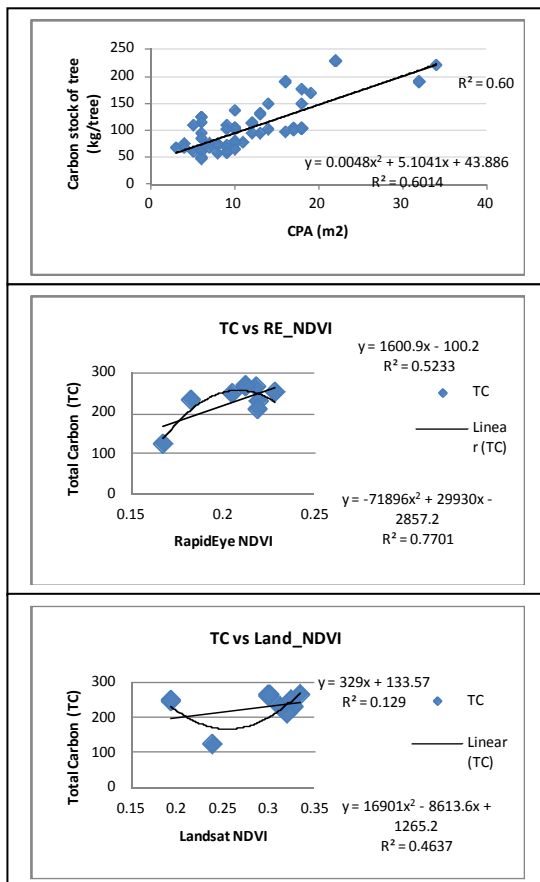 250
200
150
100
50
0
Carbon stock of tree
(kg/tree)
R² = 0.60
y = 0.0048x² + 5.1041x + 43.886
R² = 0.6014
0 10 20 30 40
CPA (m2)
TC vs RE_NDVI
y = 1600.9x - 100.2
R² = 0.5233
300
200
100
0
Total Carbon (TC)
TC
Linea
r (TC)
0.15 0.2 0.25
RapidEye NDVI
y = -71896x² + 29930x -
2857.2
R² = 0.7701
TC vs Land_NDVI
300
200
100
0
Total Carbon (TC)
y = 329x + 133.57
R² = 0.129
TC
Linear
(TC)
0.15 0.2 0.25 0.3 0.35
Landsat NDVI
y = 16901x² - 8613.6x +
1265.2
R² = 0.4637